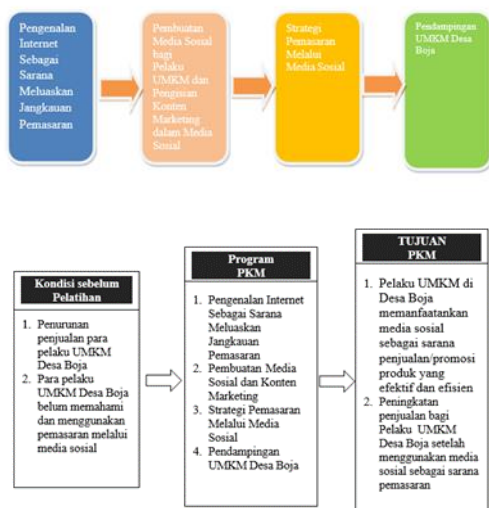 Pengenalan
Internet
Sebagai
Sarana
Meluaskan
Jangkauan
Pemasaran
Pembuatan
Media Sosial
bagi
Pelaku
UMKM dan
Pengisian
Konten
Marketing
dalam Media
Sosial
Strategi
Pemasaran
Melalui
Media Sosial
Pendampingan
UMKM Desa
Boja
Kondisi sebelum
Pelatihan
1. Penurunan
penjualan para
pelaku UMKM
Desa Boja
2. Para pelaku
UMKM Desa Boja
belum memahami
dan menggunakan
pemasaran melalui
media sosial
Program
PKM
1. Pengenalan Internet
Sebagai Sarana
Meluaskan
Jangkauan
Pemasaran
2. Pembuatan Media
Sosial dan Konten
Marketing
3. Strategi Pemasaran
Melalui Media
Sosial
4. Pendampingan
UMKM Desa Boja
TUJUAN
PKM
1. Pelaku UMKM di
Desa Boja
memanfaatankan
media sosial
sebagai sarana
penjualan/promosi
produk yang
efektif dan efisien
2. Peningkatan
penjualan bagi
Pelaku UMKM
Desa Boja setelah
menggunakan media
sosial sebagai sarana
pemasaran